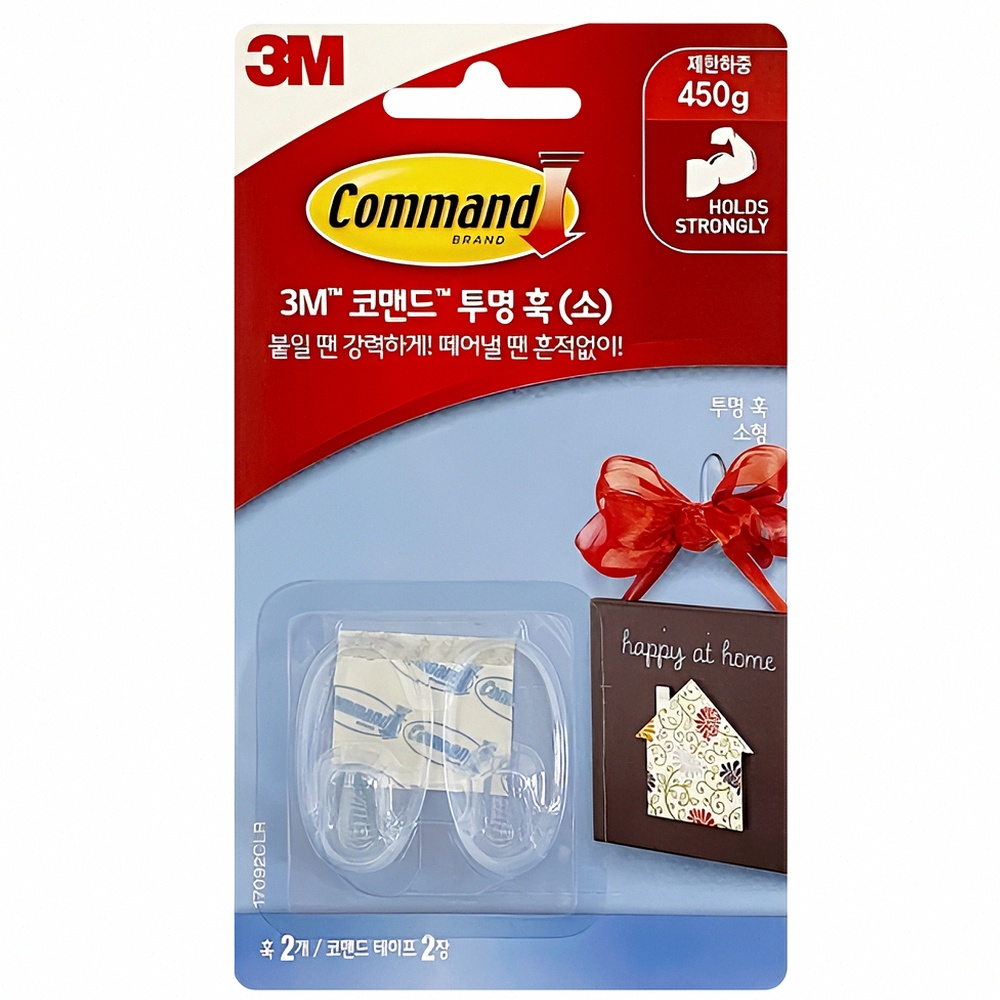 3M
제한하중
450g
HOLDS
STRONGLY
Command
BRAND
3M™ 코맨드™ 투명 훅 (소)
붙일 땐 강력하게! 떼어낼 땐 흔적없이!
투명 훅
소형
happy at home
Command
Command
17092CLR
훅 2개 / 코맨드 테이프 2장